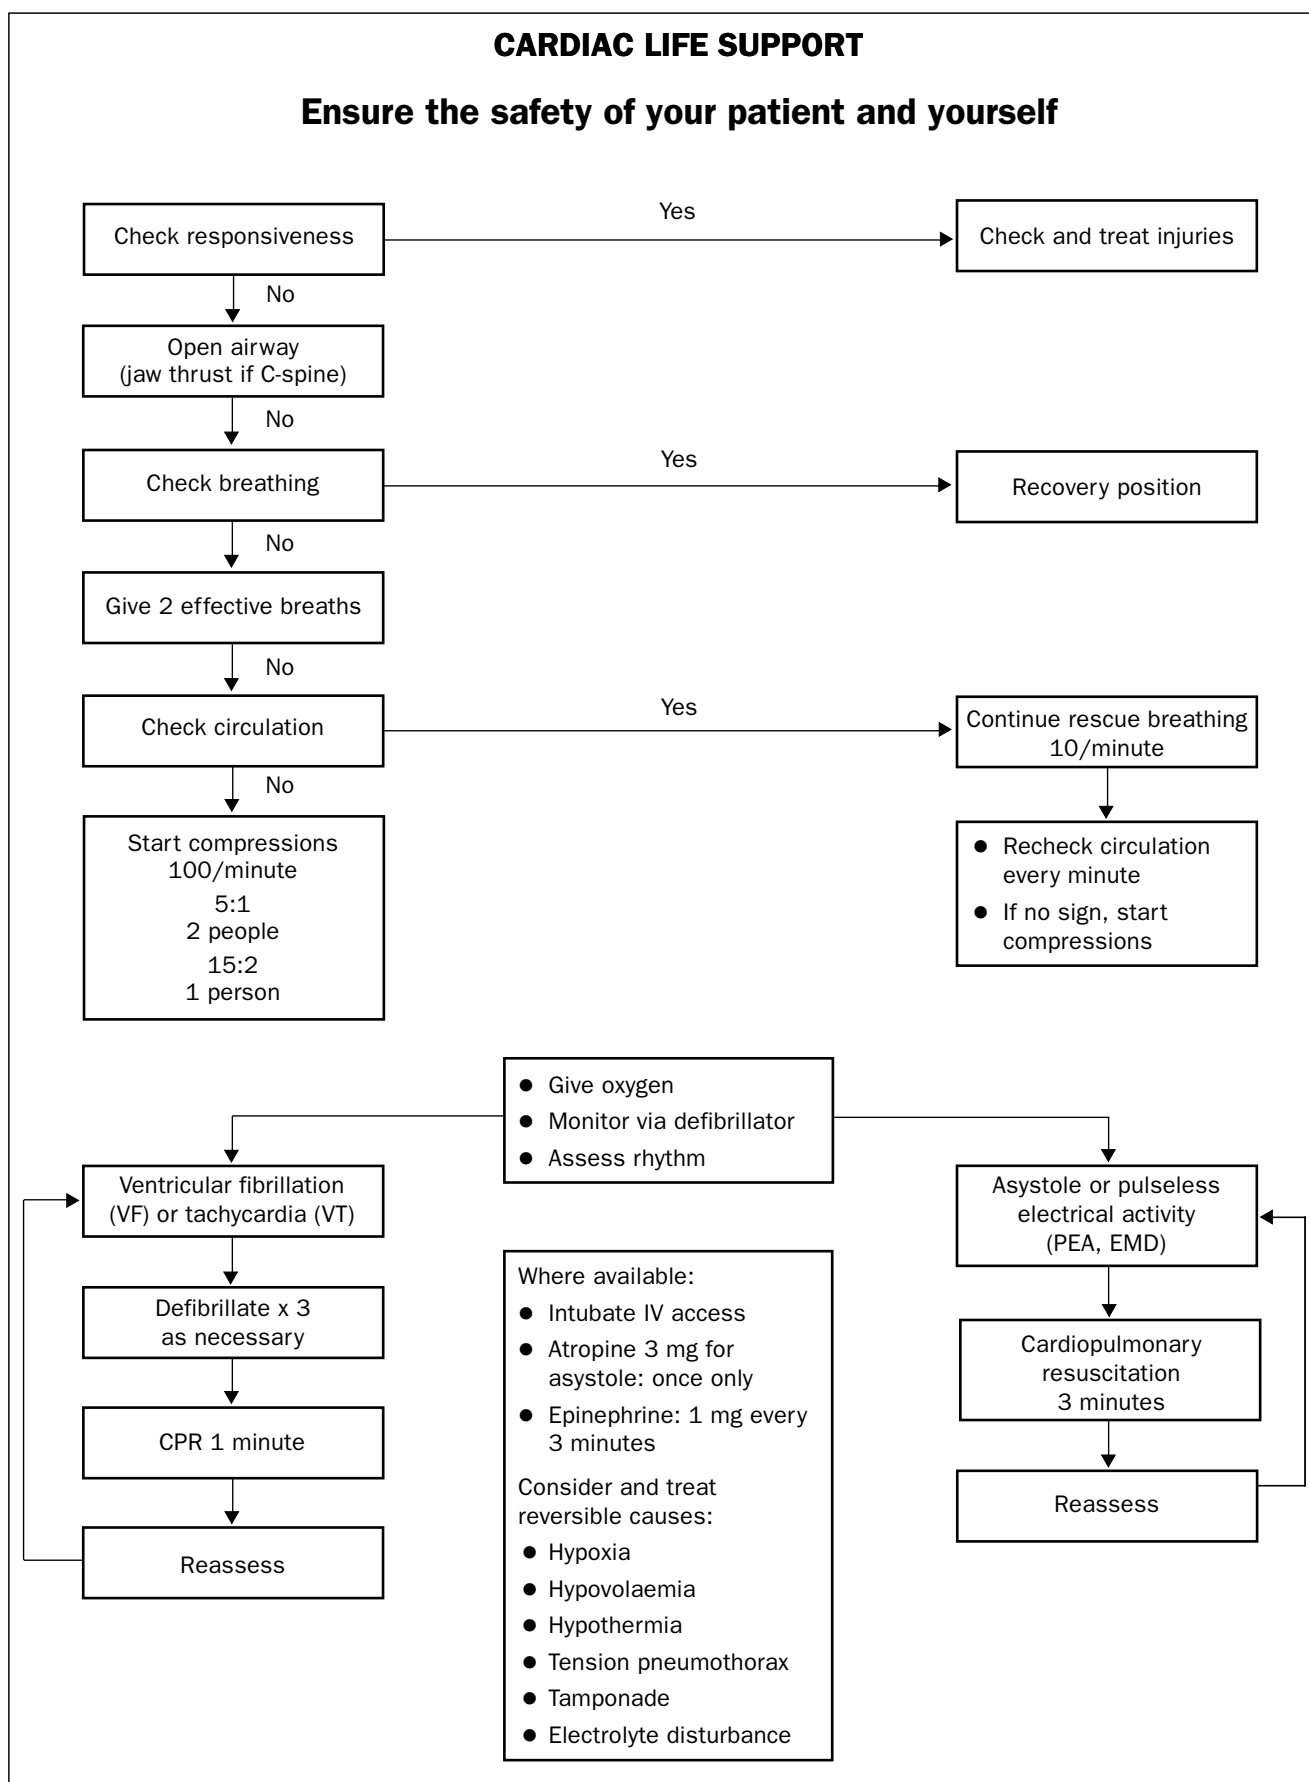 CARDIAC LIFE SUPPORT
Ensure the safety of your patient and yourself
Check responsiveness
Yes
Check and treat injuries
No
Open airway
(jaw thrust if C-spine)
No
Check breathing
Yes
Recovery position
No
Give 2 effective breaths
No
Check circulation
Yes
Continue rescue breathing
10/minute
No
Start compressions
100/minute
5:1
2 people
15:2
1 person
● Recheck circulation
every minute
● If no sign, start
compressions
● Give oxygen
● Monitor via defibrillator
● Assess rhythm
Ventricular fibrillation
(VF) or tachycardia (VT)
Defibrillate x 3
as necessary
CPR 1 minute
Reassess
Where available:
● Intubate IV access
● Atropine 3 mg for
asystole: once only
● Epinephrine: 1 mg every
3 minutes
Consider and treat
reversible causes:
● Hypoxia
● Hypovolaemia
● Hypothermia
● Tension pneumothorax
● Tamponade
● Electrolyte disturbance
Asystole or pulseless
electrical activity
(PEA, EMD)
Cardiopulmonary
resuscitation
3 minutes
Reassess